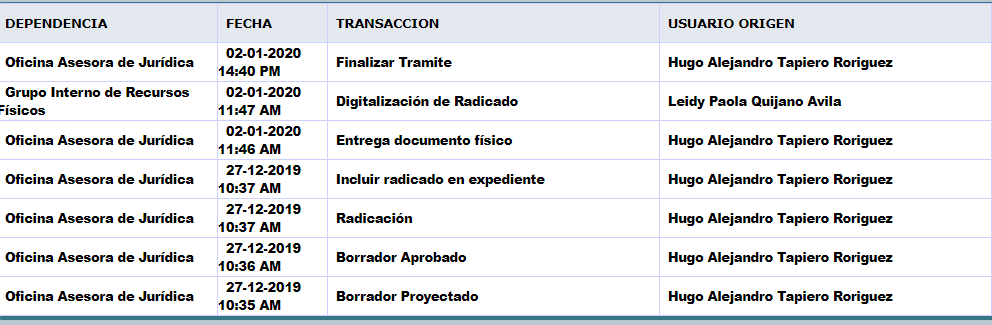 DEPENDENCIA FECHA TRANSACCION USUARIO ORIGEN
Oficina Asesora de Jurídica 02-01-2020 14:40 PM Finalizar Tramite Hugo Alejandro Tapiero Roriguez
Grupo Interno de Recursos Físicos 02-01-2020 11:47 AM Digitalización de Radicado Leidy Paola Quijano Avila
Oficina Asesora de Jurídica 02-01-2020 11:46 AM Entrega documento físico Hugo Alejandro Tapiero Roriguez
Oficina Asesora de Jurídica 27-12-2019 10:37 AM Incluir radicado en expediente Hugo Alejandro Tapiero Roriguez
Oficina Asesora de Jurídica 27-12-2019 10:37 AM Radicación Hugo Alejandro Tapiero Roriguez
Oficina Asesora de Jurídica 27-12-2019 10:36 AM Borrador Aprobado Hugo Alejandro Tapiero Roriguez
Oficina Asesora de Jurídica 27-12-2019 10:35 AM Borrador Proyectado Hugo Alejandro Tapiero Roriguez